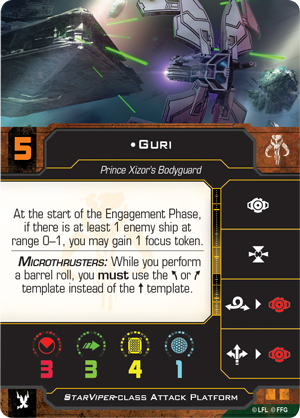 •Guri
5
Prince Xizor's Bodyguard
At the start of the Engagement Phase,
if there is at least 1 enemy ship at
range 0–1, you may gain 1 focus token.
Microthrusters: While you perform
a barrel roll, you must use the or
template instead of the template.
3 3 4 1
StarViper-class Attack Platform
©LFL ©FFG